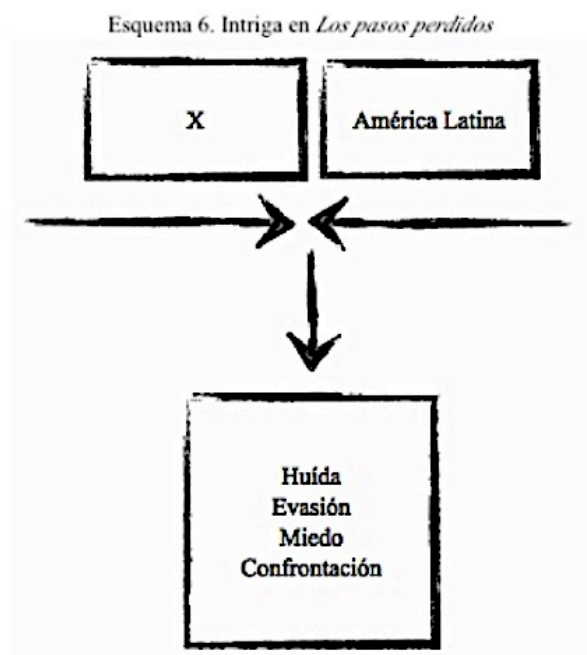 Esquema 6. Intriga en Los pasos perdidos
X
América Latina
Huída
Evasión
Miedo
Confrontación